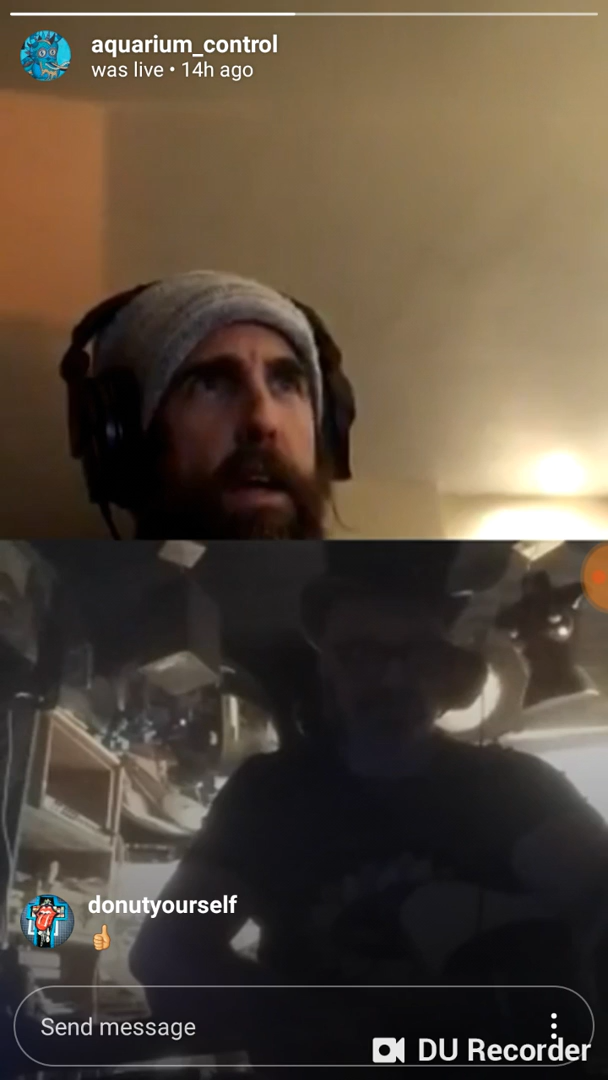 aquarium_control
was live • 14h ago
donutyourself
👍
Send message
DU Recorder